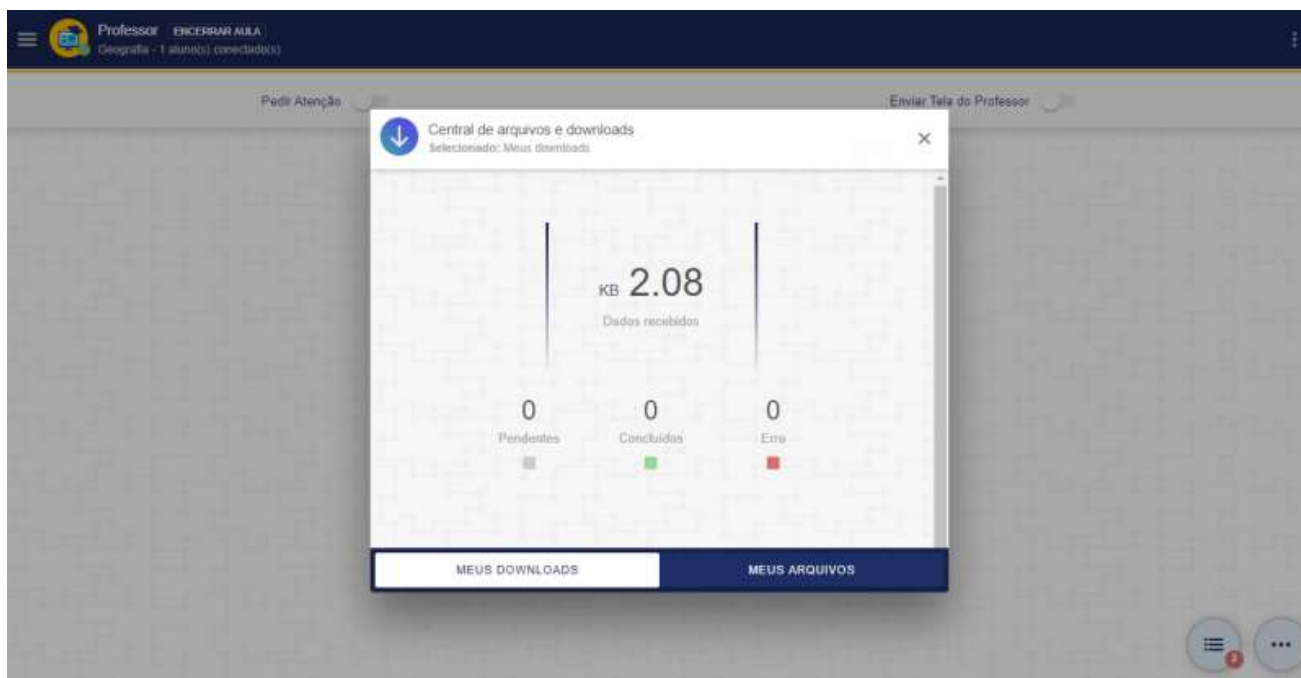 Professor ENCERRAR AULA
Geografia - 1 aluno(s) conectado(s)
Pedir Atenção
Enviar Tela do Professor
Central de arquivos e downloads
Selecionado: Meus downloads
KB 2.08
Dados recebidos
0 0 0
Pendentes Concluídos Erro
MEUS DOWNLOADS MEUS ARQUIVOS